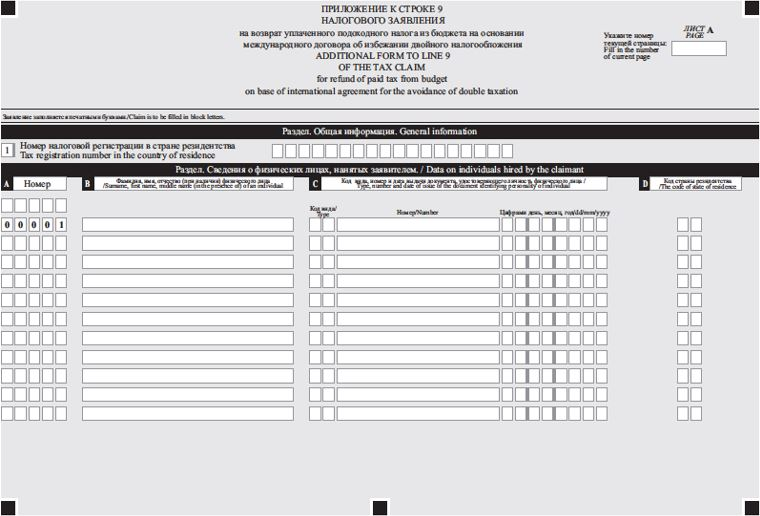 ПРИЛОЖЕНИЕ К СТРОКЕ 9
НАЛОГОВОГО ЗАЯВЛЕНИЯ
на возврат уплаченного подоходного налога из бюджета на основании
международного договора об избежании двойного налогообложения
ADDITIONAL FORM TO LINE 9
OF THE TAX CLAIM
for refund of paid tax from budget
on base of international agreement for the avoidance of double taxation
ЛИСТ A
PAGE
Укажите номер
текущей страницы:
Fill in the number
of current page
Заявление заполняется печатными буквами/Claim is to be filled in block letters.
Раздел. Общая информация. General information
1 Номер налоговой регистрации в стране резидентства
Tax registration number in the country of residence
Раздел. Сведения о физических лицах, нанятых заявителем. / Data on individuals hired by the claimant
A Номер
B Фамилия, имя, отчество (при наличии) физического лица
/Surname, first name, middle name (in the presence of) of an individual
C Код вида, номер и дата выдачи документа, удостоверяющего личность физического лица /
Type, number and date of issue of the document identifying personality of individual
D Код страны резидентства
/The code of state of residence
Код вида/
Type
Номер/Number
Цифрами день, месяц, год/dd/mm/yyyy
0 0 0 0 1